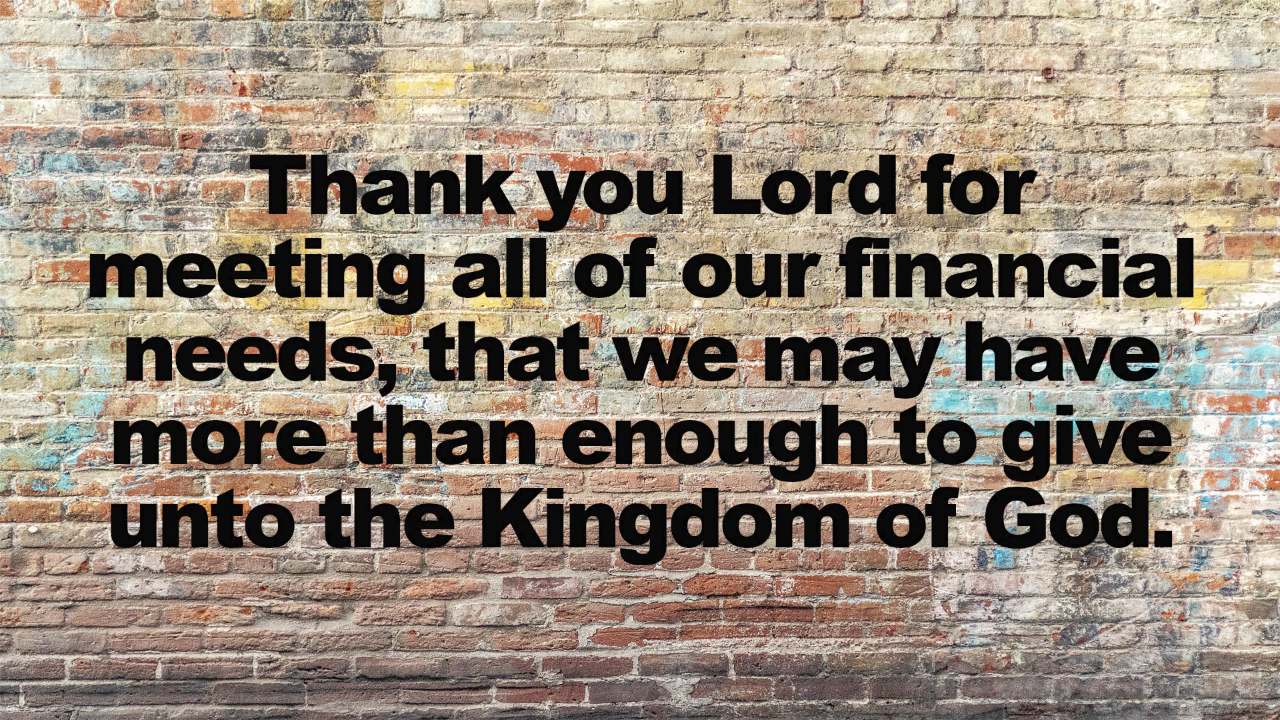 Thank you Lord for
meeting all of our financial
needs, that we may have
more than enough to give
unto the Kingdom of God.